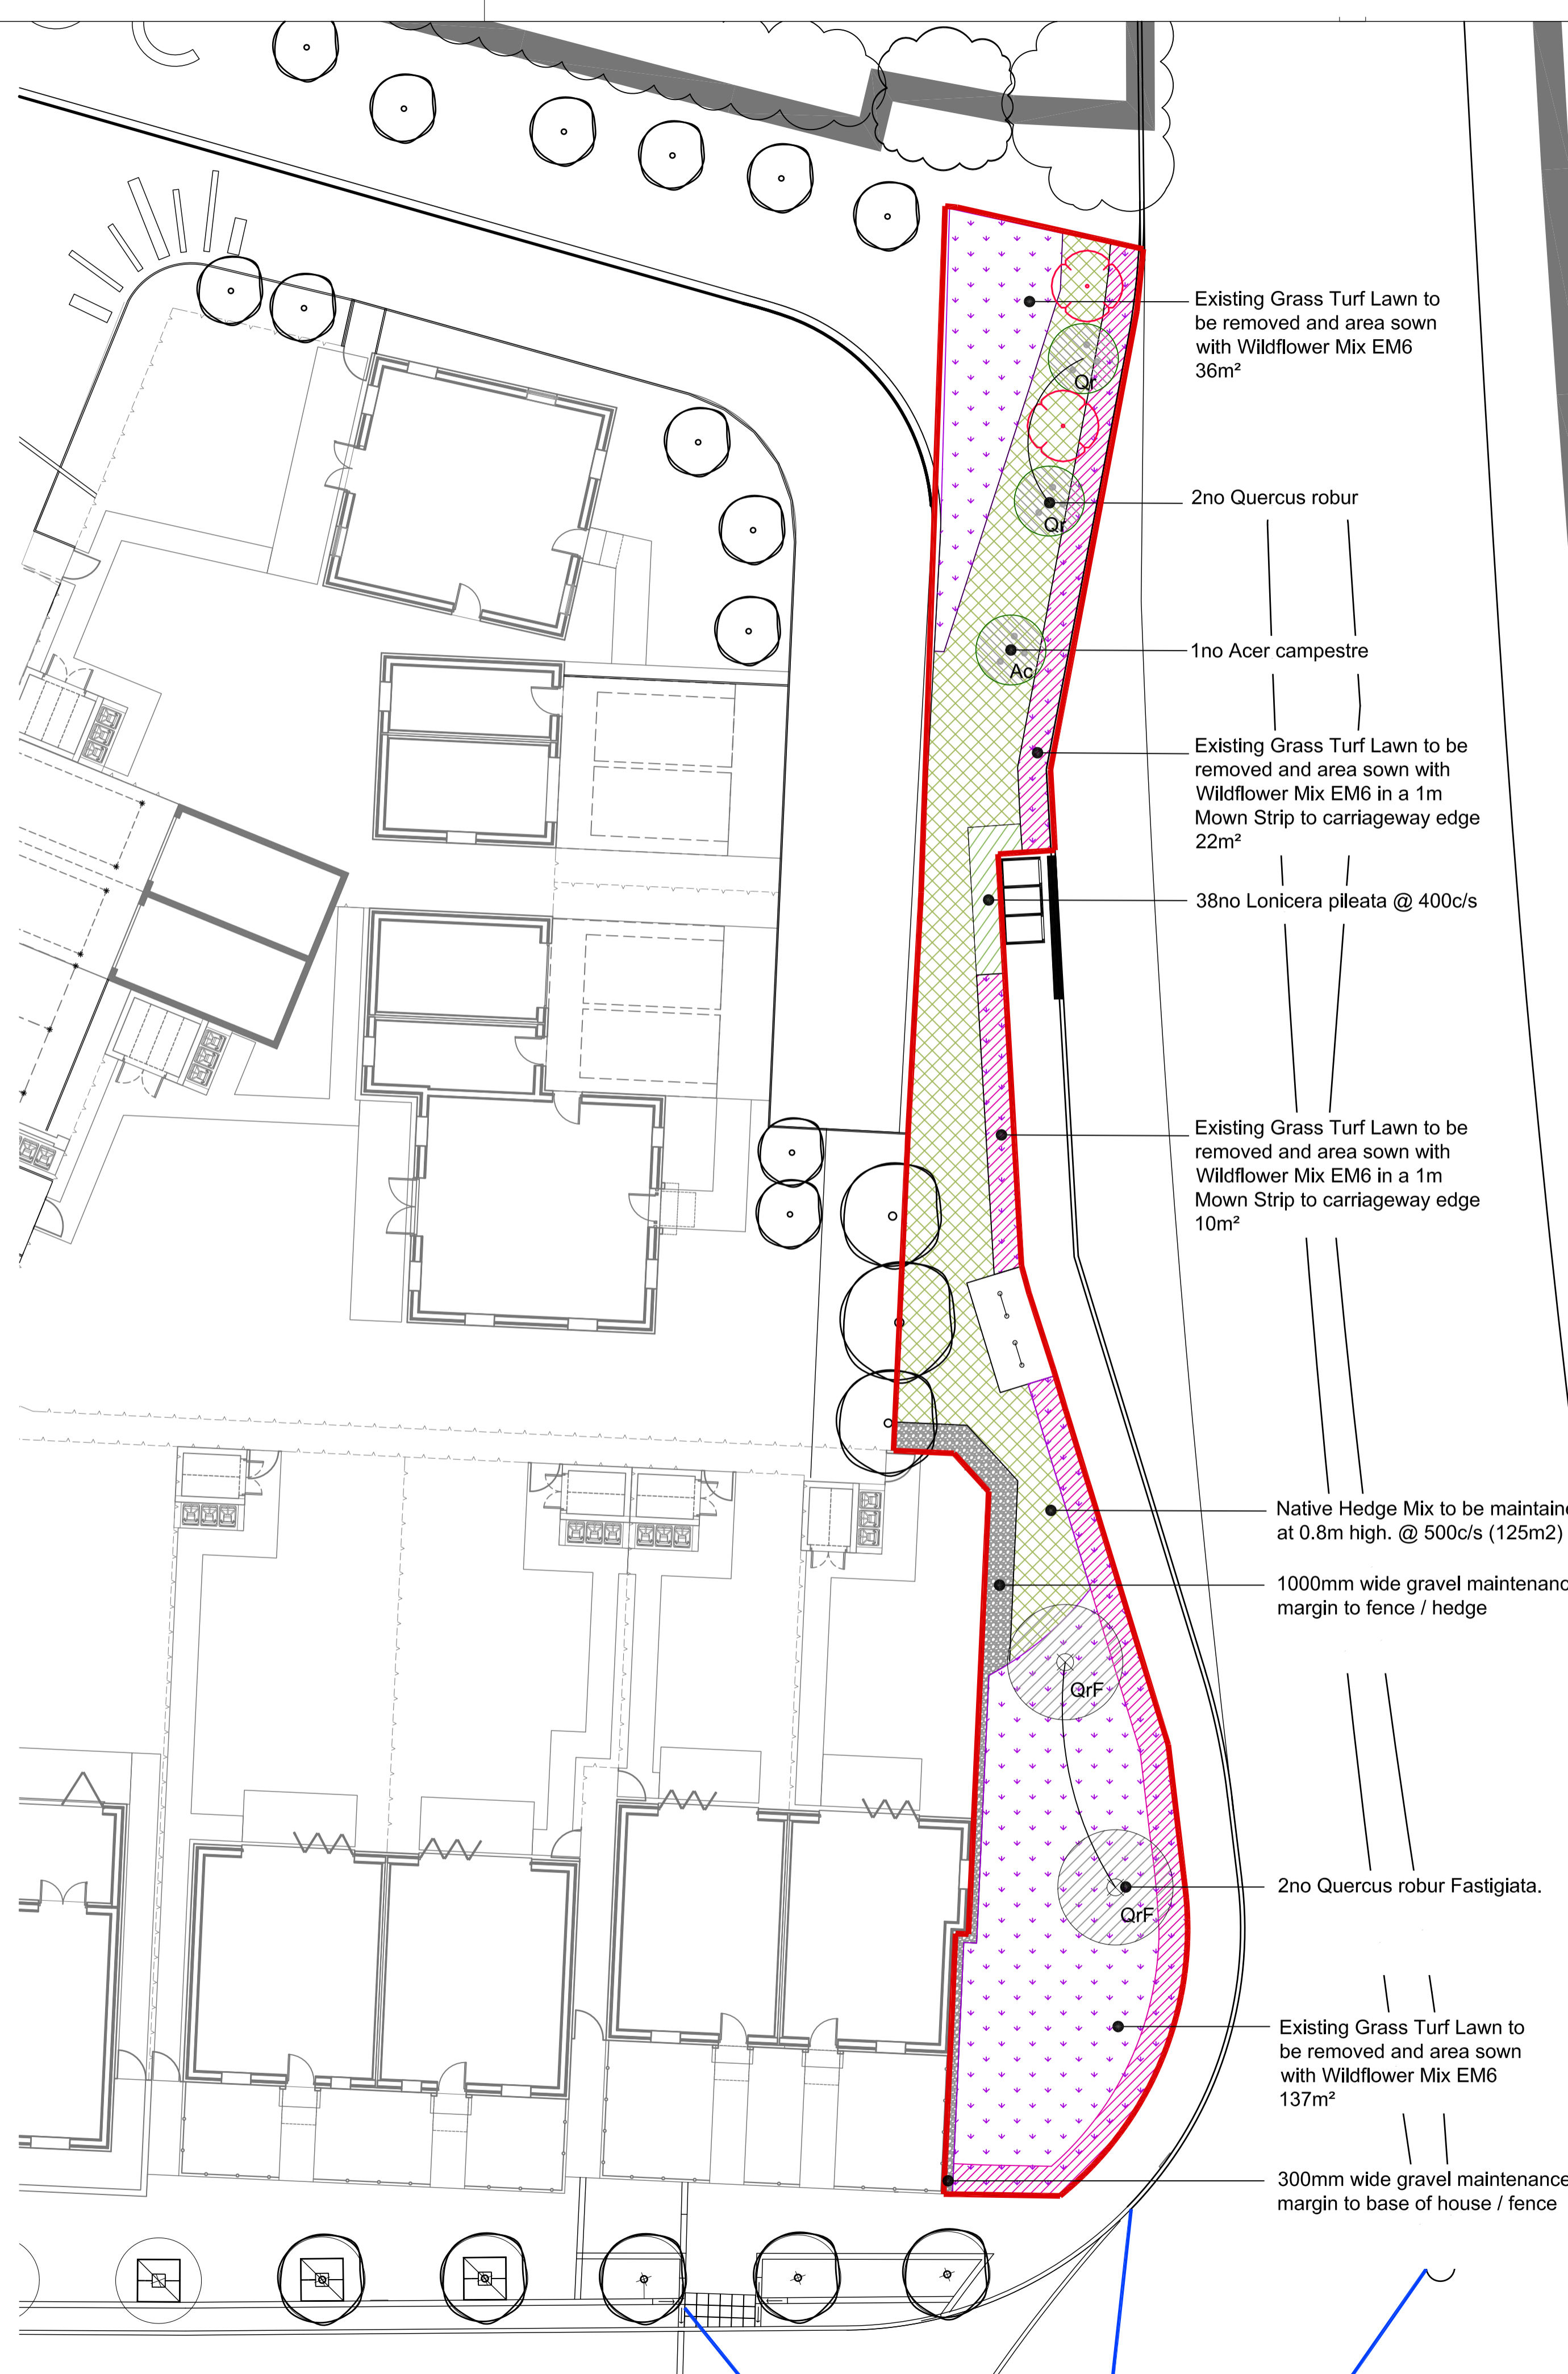 Existing Grass Turf Lawn to
be removed and area sown
with Wildflower Mix EM6
36m²
Qr
2no Quercus robur
Qr
1no Acer campestre
Ac
Existing Grass Turf Lawn to be
removed and area sown with
Wildflower Mix EM6 in a 1m
Mown Strip to carriageway edge
22m²
38no Lonicera pileata @ 400c/s
Existing Grass Turf Lawn to be
removed and area sown with
Wildflower Mix EM6 in a 1m
Mown Strip to carriageway edge
10m²
Native Hedge Mix to be maintaine
at 0.8m high. @ 500c/s (125m2)
1000mm wide gravel maintenanc
margin to fence / hedge
QrF
2no Quercus robur Fastigiata.
QrF
Existing Grass Turf Lawn to
be removed and area sown
with Wildflower Mix EM6
137m²
300mm wide gravel maintenance
margin to base of house / fence